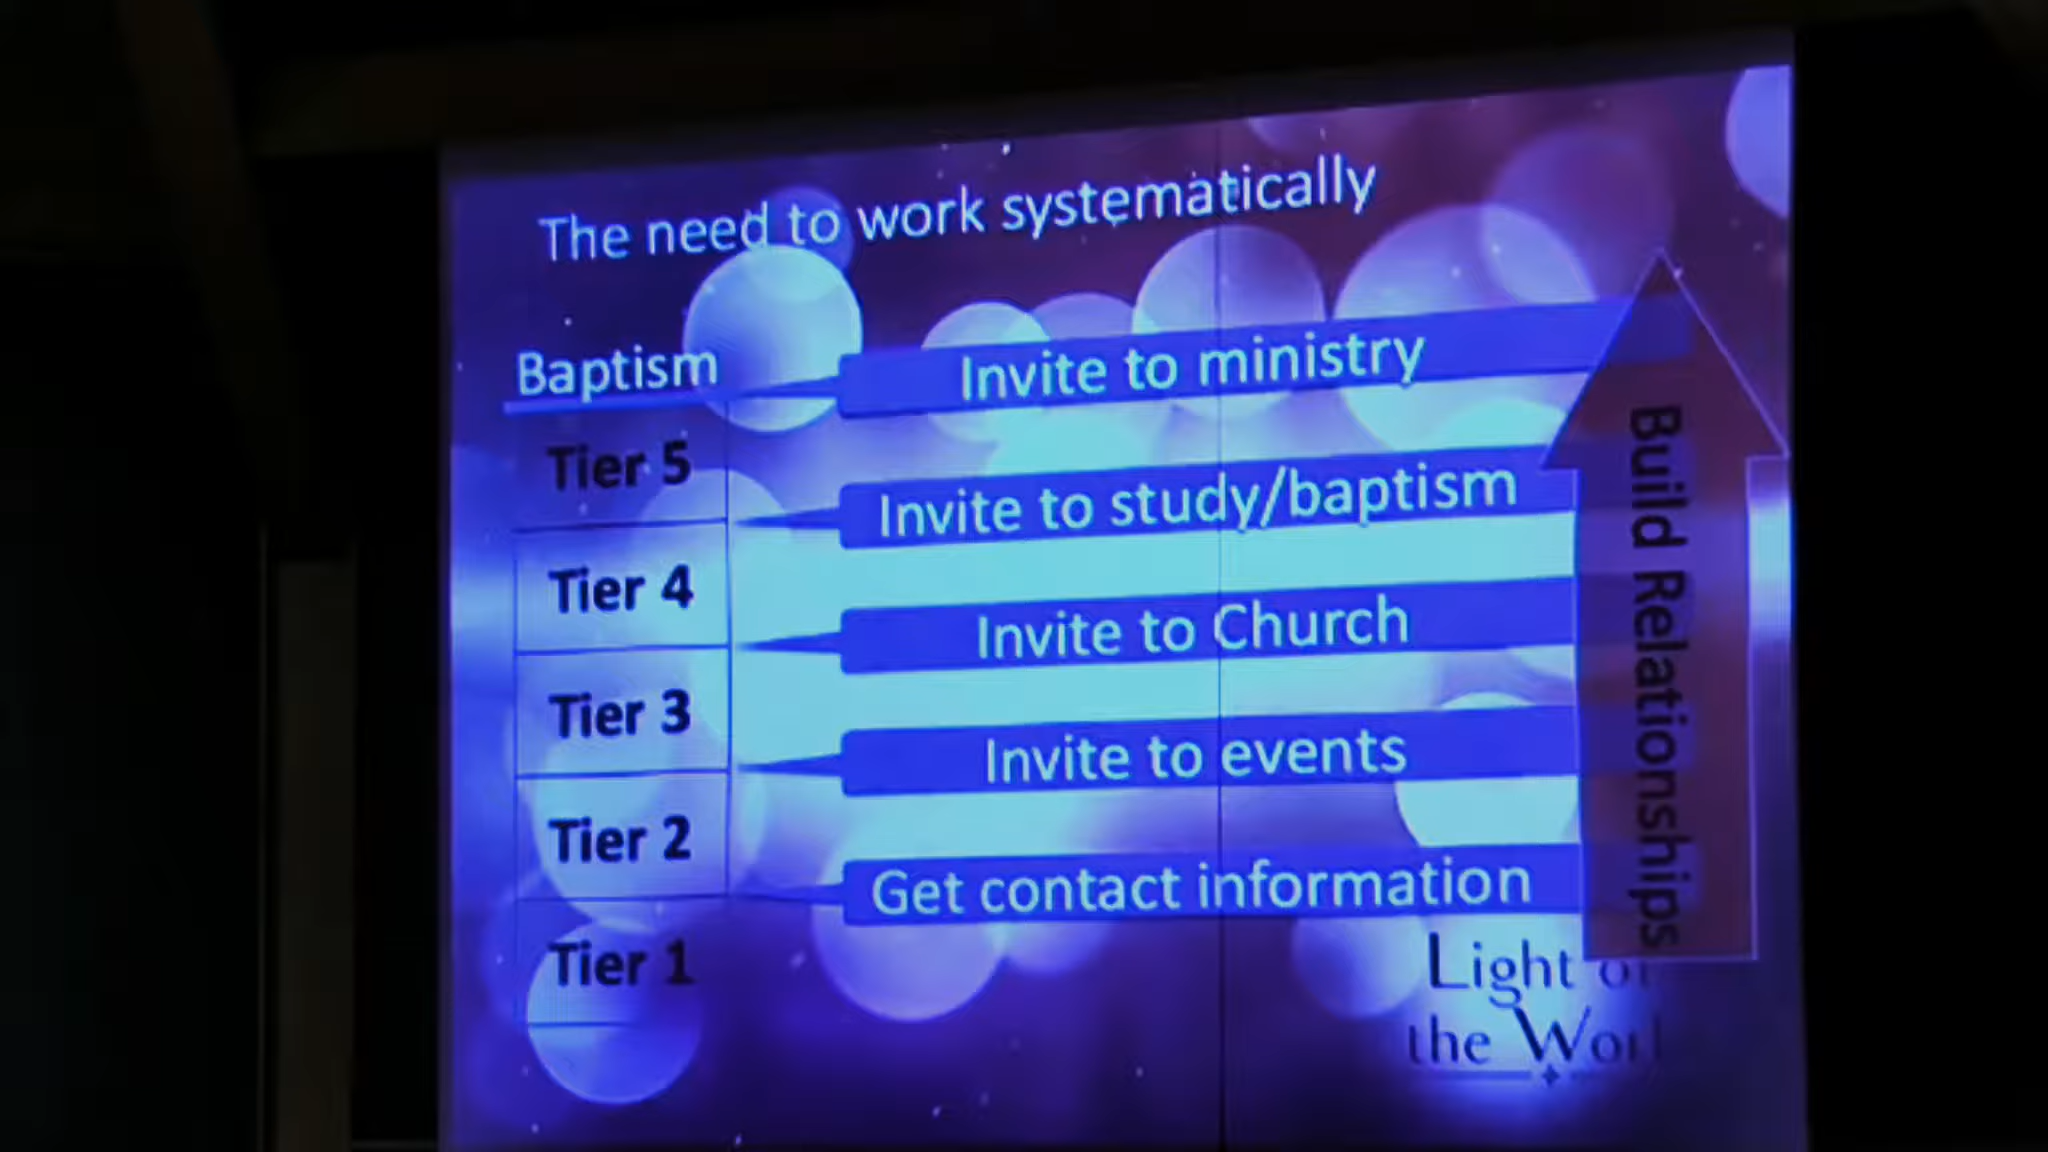 The need to work systematically
Baptism
Invite to ministry
Tier 5
Invite to study/baptism
Tier 4
Invite to Church
Tier 3
Invite to events
Tier 2
Get contact information
Tier 1
Build Relationships
Light of
the